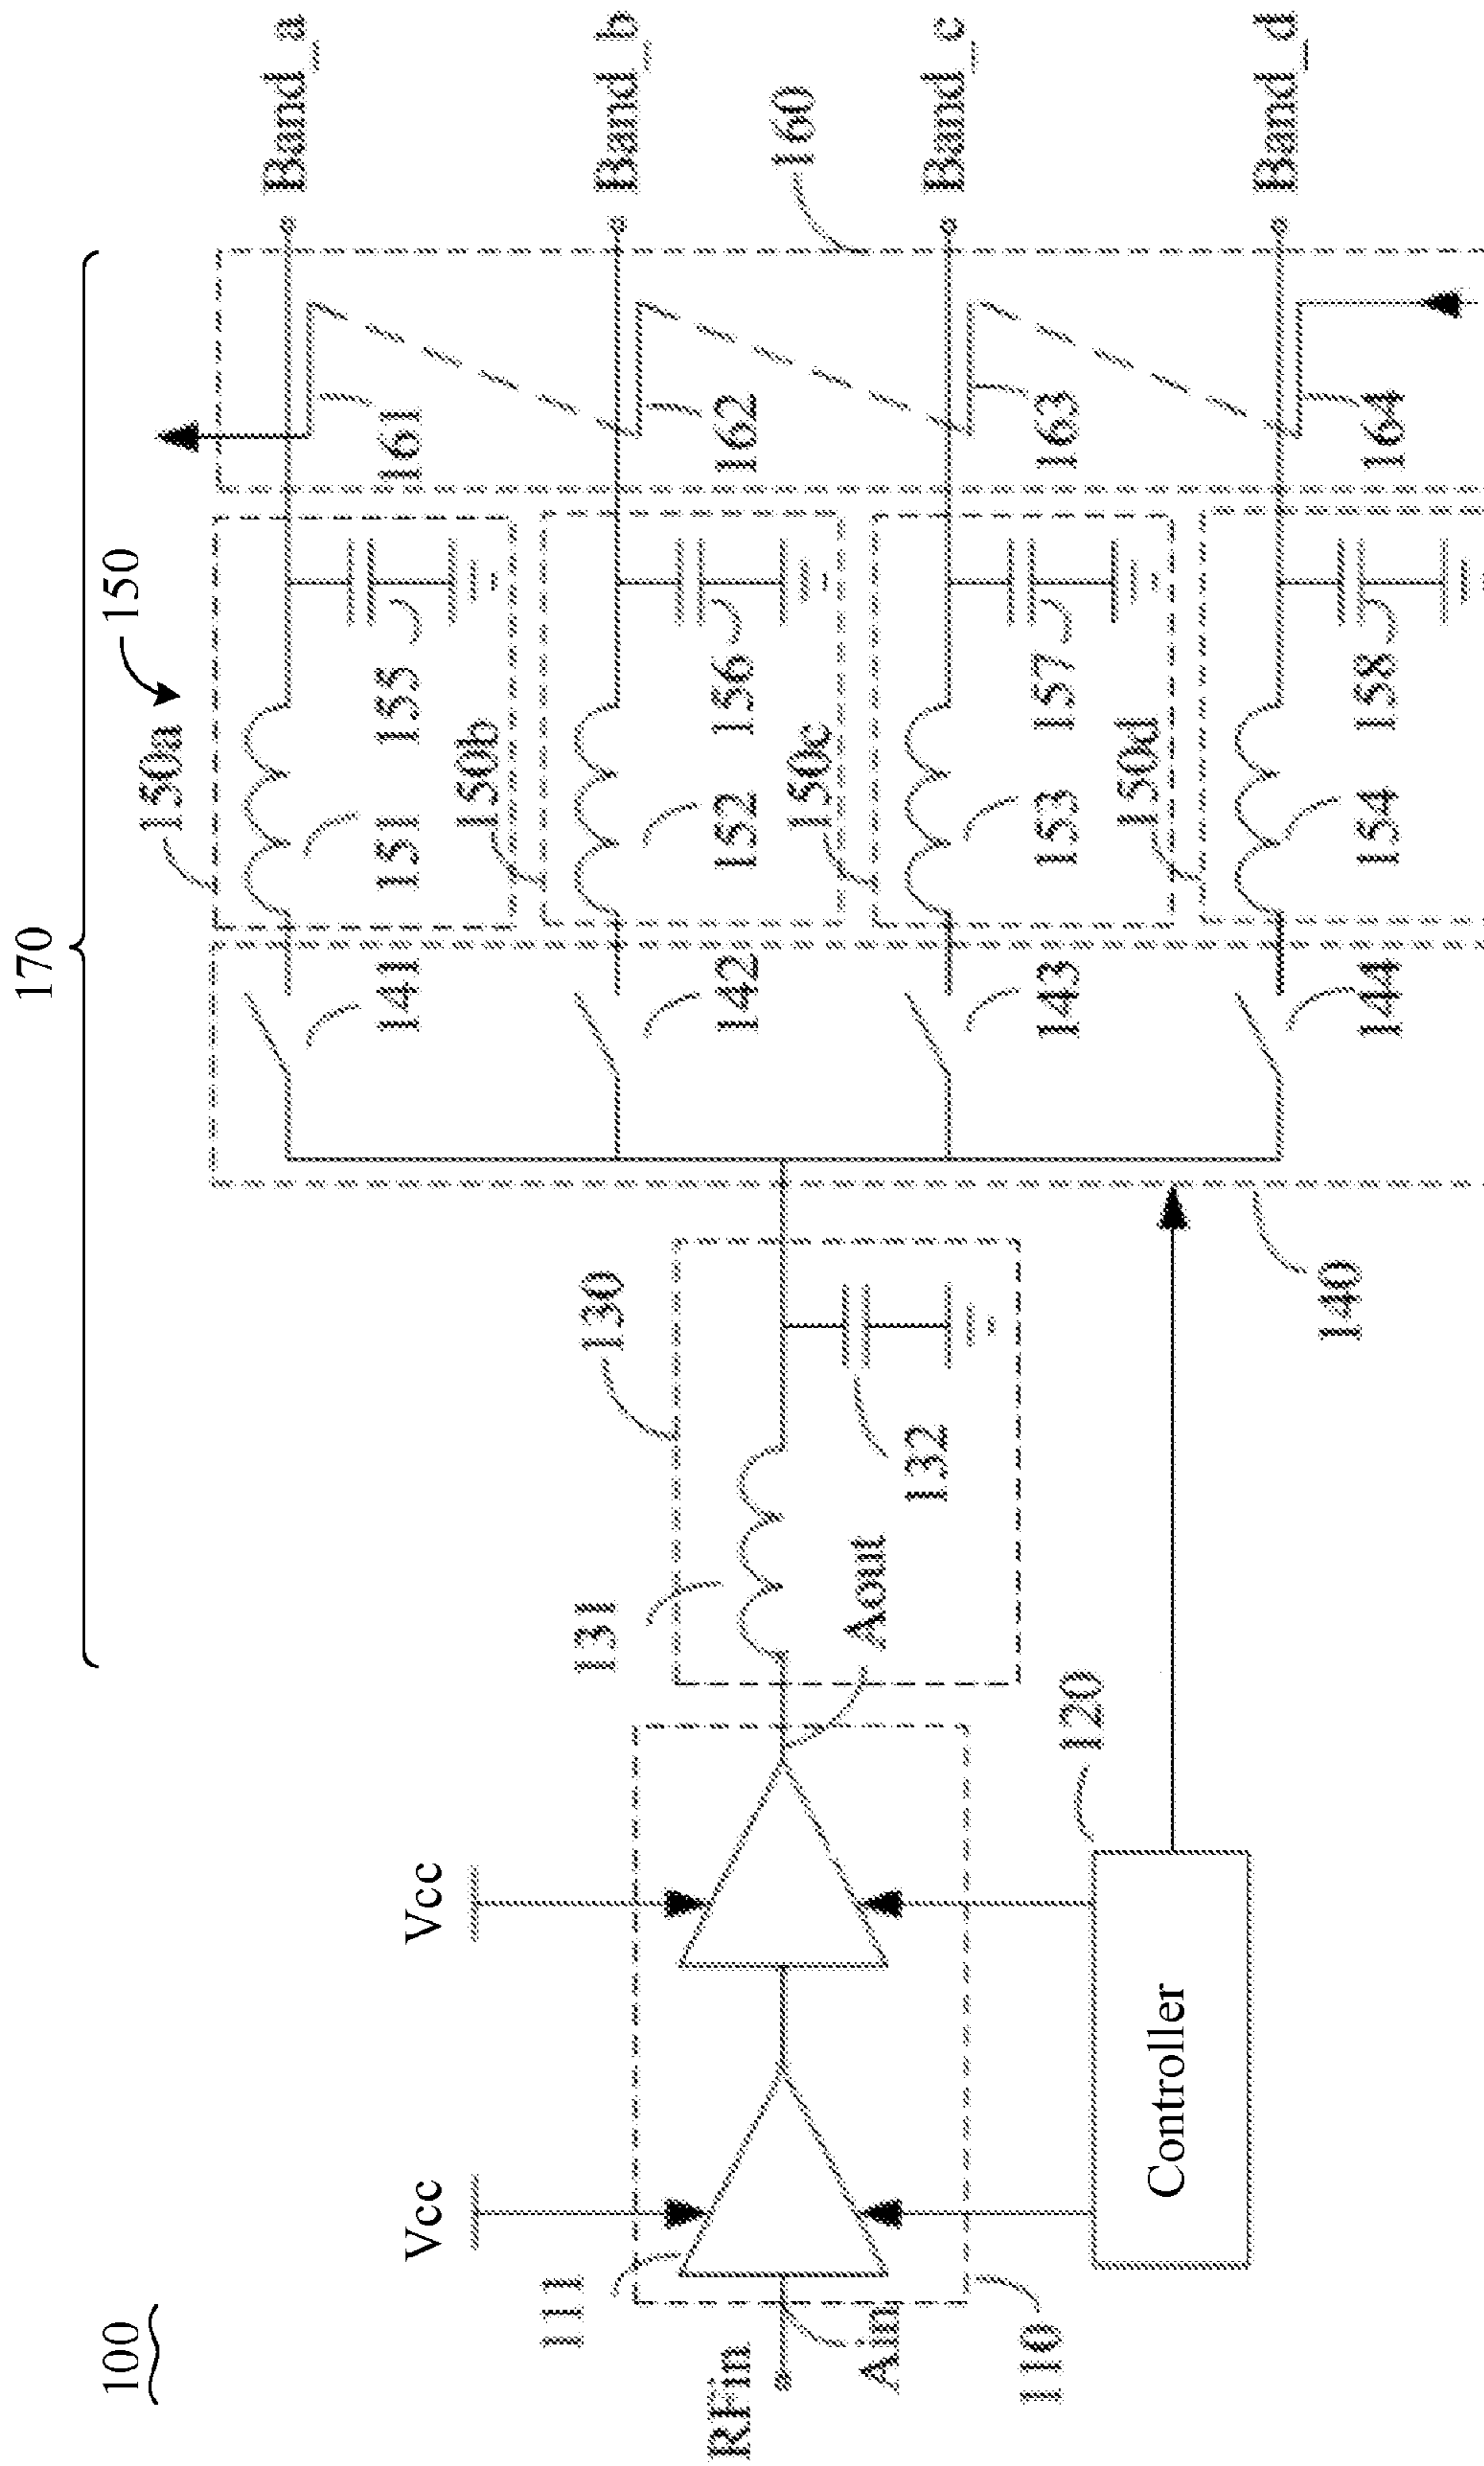 100
170
RFin
Ain
111
110
Vcc
Vcc
Aout
Controller
120
130
131
132
140
141
142
143
144
150
150a
150b
150c
150d
151
155
152
156
153
157
154
158
160
161
162
163
164
Band_a
Band_b
Band_c
Band_d